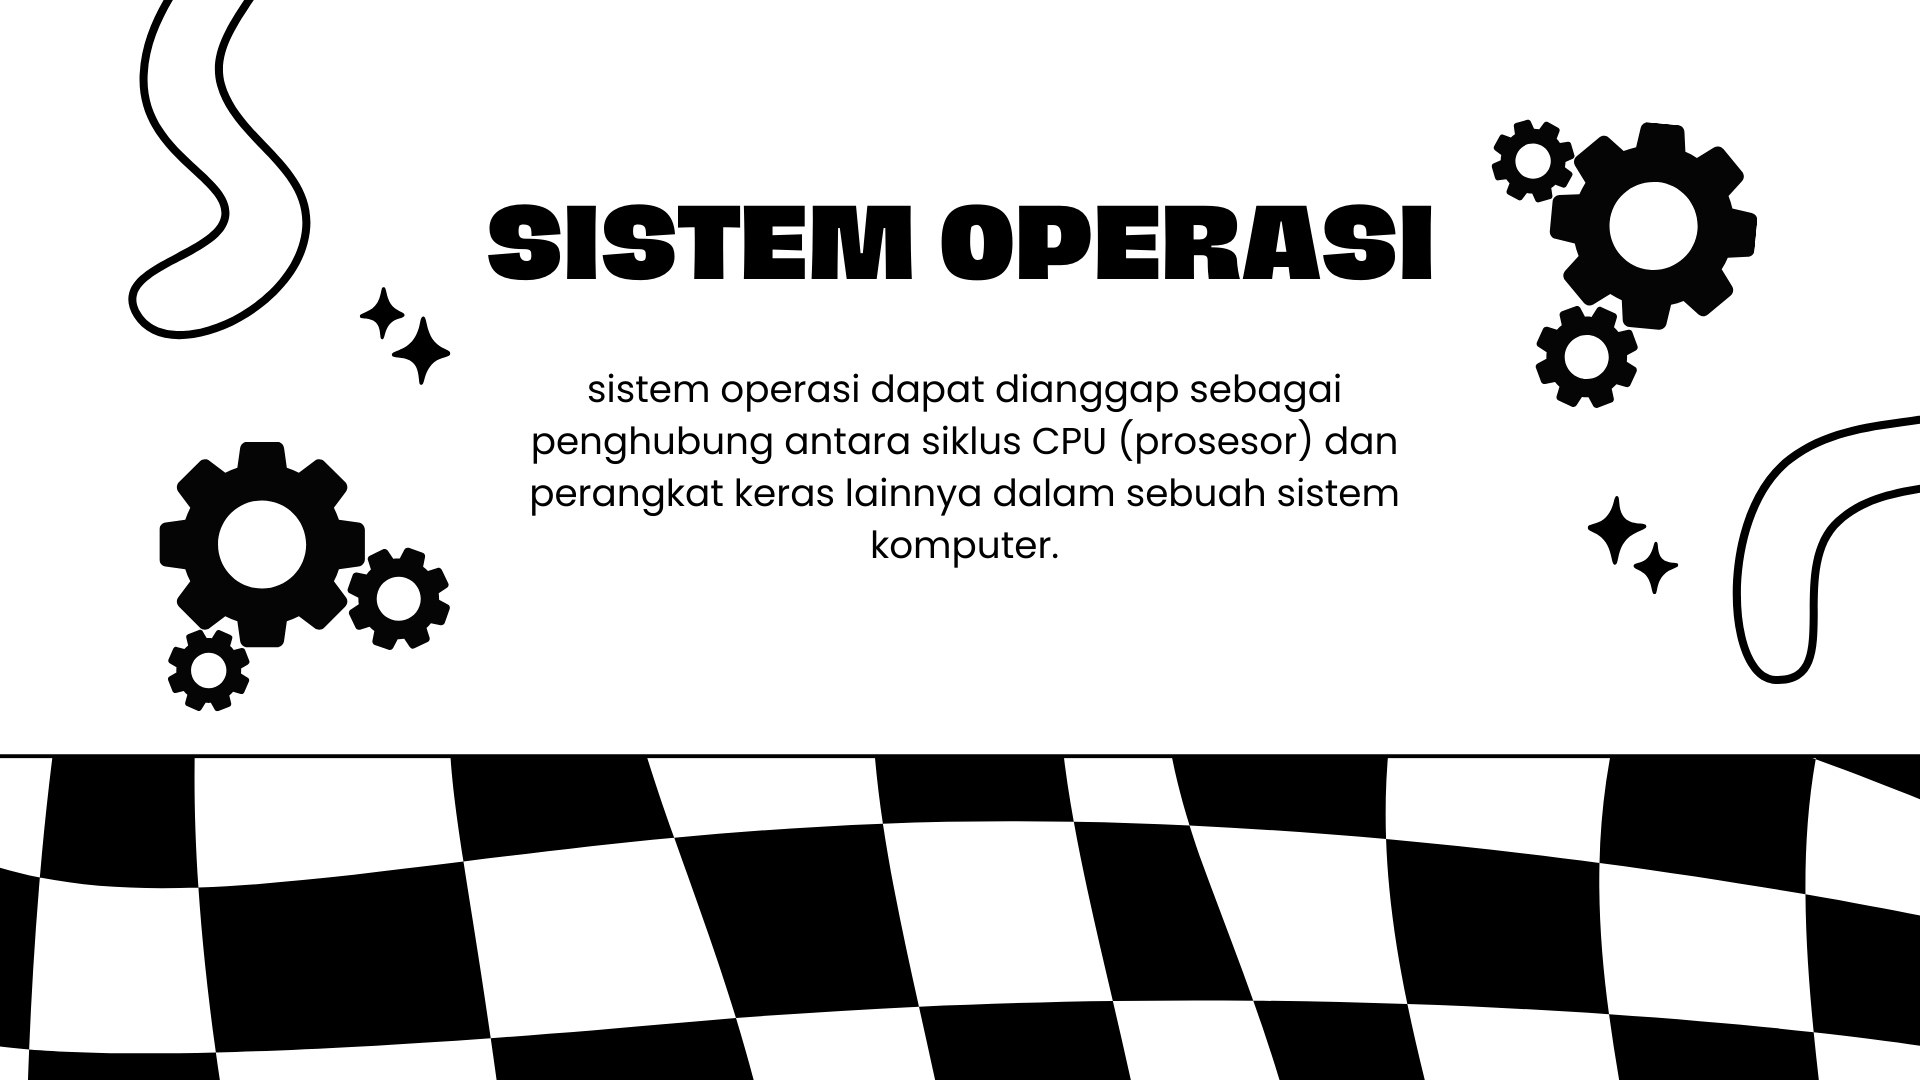 SISTEM OPERASI
sistem operasi dapat dianggap sebagai
penghubung antara siklus CPU (prosesor) dan
perangkat keras lainnya dalam sebuah sistem
komputer.